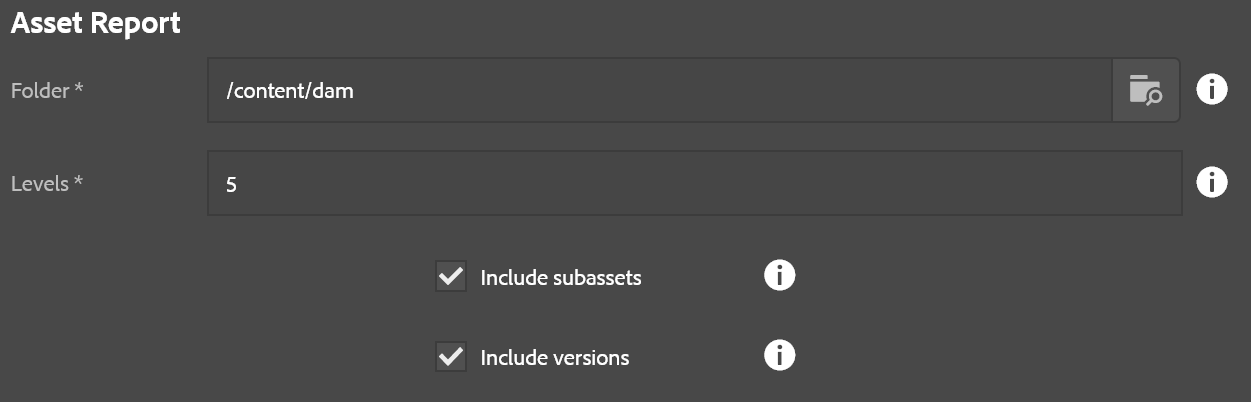 Asset Report
Folder *
/content/dam
Levels *
5
Include subassets
Include versions